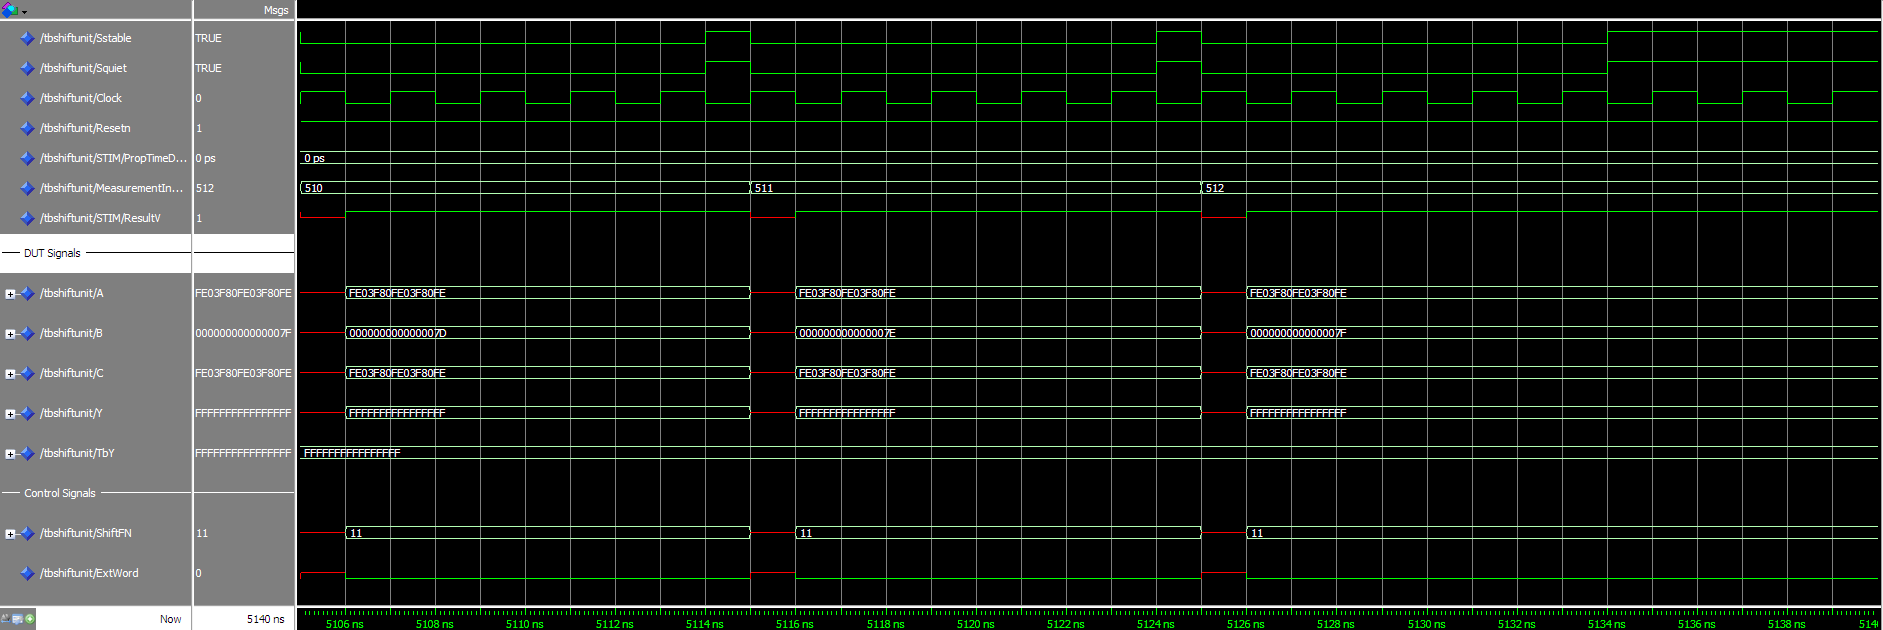 Msgs
/tbshiftunit/Sstable TRUE
/tbshiftunit/Squiet TRUE
/tbshiftunit/Clock 0
/tbshiftunit/Resetn 1
/tbshiftunit/STIM/PropTimeD... 0 ps 0 ps
/tbshiftunit/MeasurementIn... 512 510 511 512
/tbshiftunit/STIM/ResultV 1
DUT Signals
/tbshiftunit/A FE03F80FE03F80FE FE03F80FE03F80FE FE03F80FE03F80FE FE03F80FE03F80FE
/tbshiftunit/B 000000000000007F 000000000000007D 000000000000007E 000000000000007F
/tbshiftunit/C FE03F80FE03F80FE FE03F80FE03F80FE FE03F80FE03F80FE FE03F80FE03F80FE
/tbshiftunit/Y FFFFFFFFFFFFFFFF FFFFFFFFFFFFFFFF FFFFFFFFFFFFFFFF FFFFFFFFFFFFFFFF
/tbshiftunit/TbY FFFFFFFFFFFFFFFF FFFFFFFFFFFFFFFF
Control Signals
/tbshiftunit/ShiftFN 11 11 11 11
/tbshiftunit/ExtWord 0
Now 5140 ns 5106 ns 5108 ns 5110 ns 5112 ns 5114 ns 5116 ns 5118 ns 5120 ns 5122 ns 5124 ns 5126 ns 5128 ns 5130 ns 5132 ns 5134 ns 5136 ns 5138 ns